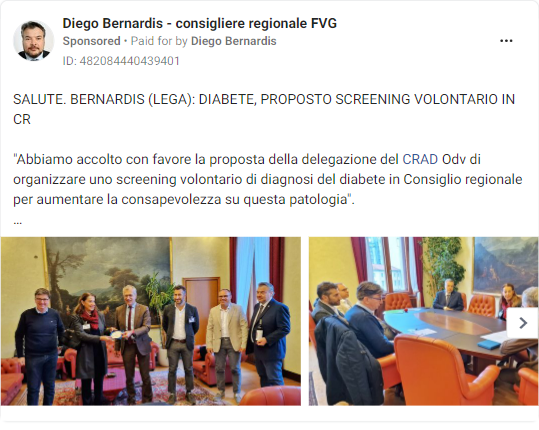 Diego Bernardis - consigliere regionale FVG
Sponsored • Paid for by Diego Bernardis
ID: 482084440439401
SALUTE. BERNARDIS (LEGA): DIABETE, PROPOSTO SCREENING VOLONTARIO IN
CR
"Abbiamo accolto con favore la proposta della delegazione del CRAD Odv di
organizzare uno screening volontario di diagnosi del diabete in Consiglio regionale
per aumentare la consapevolezza su questa patologia".
...